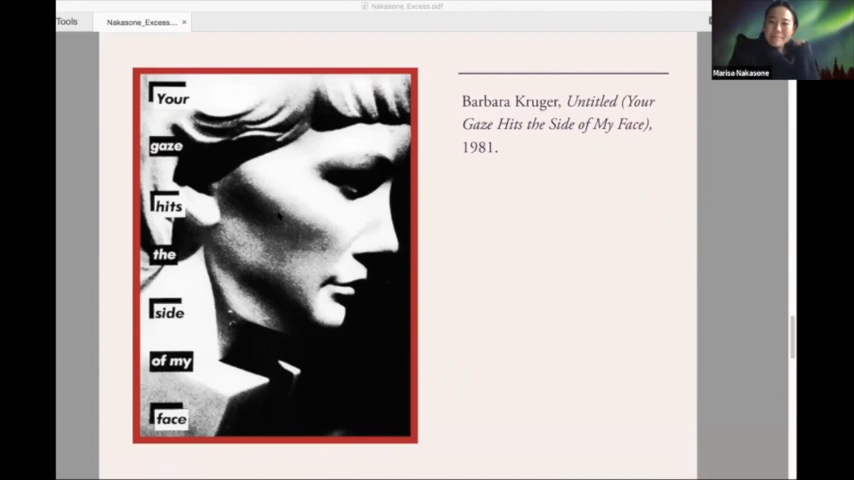 Nakasone_Excess.pdf
Tools
Nakasone_Excess.... ×
Marisa Nakasone
Your
gaze
hits
the
side
of my
face
Barbara Kruger, Untitled (Your
Gaze Hits the Side of My Face),
1981.